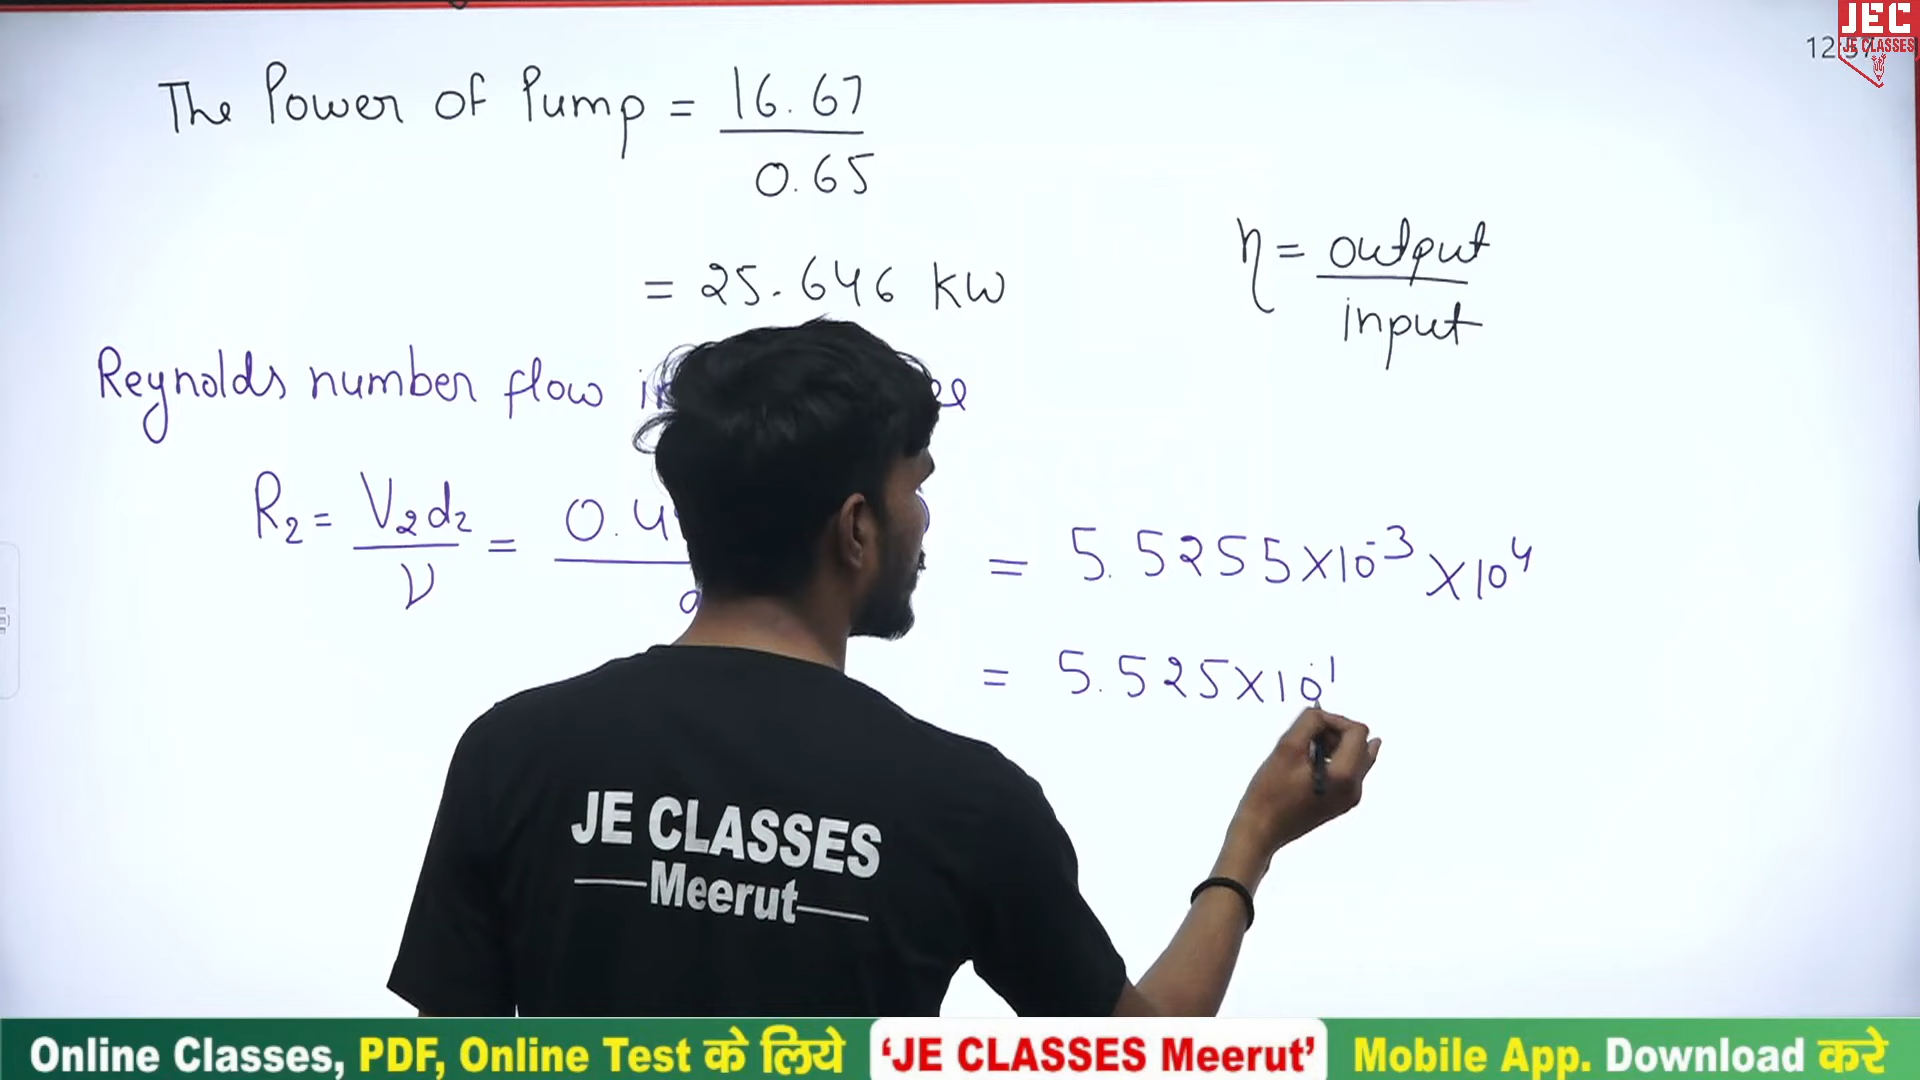 JEC
JE CLASSES
The Power of Pump = 16.67
0.65
= 25.646 kW
η = output
input
Reynolds number flow
R₂ = V₂d₂ = 0.4
ν
= 5.5255×10⁻³ ×10⁴
= 5.525×10¹
JE CLASSES
Meerut
Online Classes, PDF, Online Test के लिये 'JE CLASSES Meerut' Mobile App. Download करे